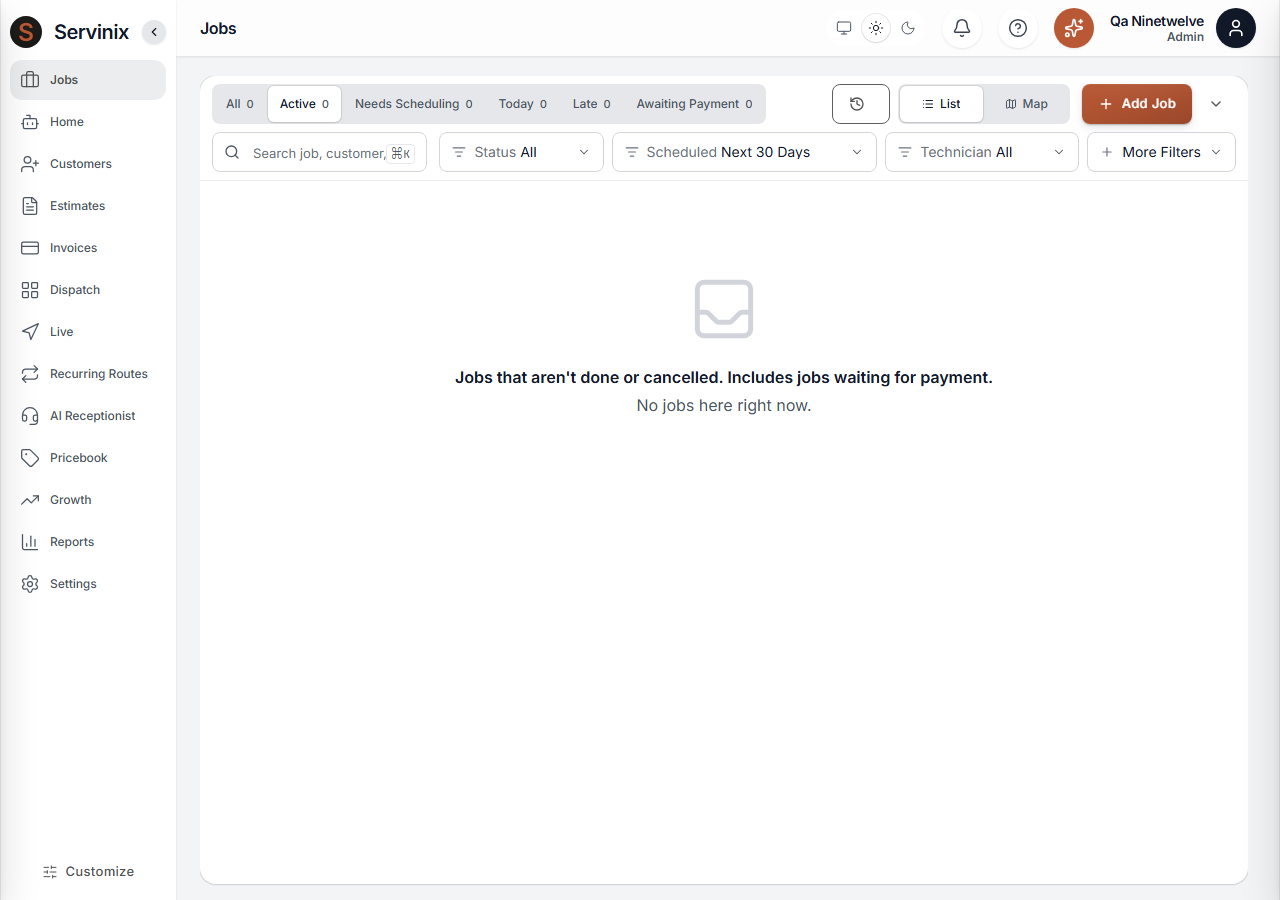 S Servinix
Jobs
Qa Ninetwelve
Admin
Jobs
Home
Customers
Estimates
Invoices
Dispatch
Live
Recurring Routes
AI Receptionist
Pricebook
Growth
Reports
Settings
Customize
All 0 Active 0 Needs Scheduling 0 Today 0 Late 0 Awaiting Payment 0
List Map
+ Add Job
Search job, customer, ⌘K
Status All
Scheduled Next 30 Days
Technician All
+ More Filters
Jobs that aren't done or cancelled. Includes jobs waiting for payment.
No jobs here right now.